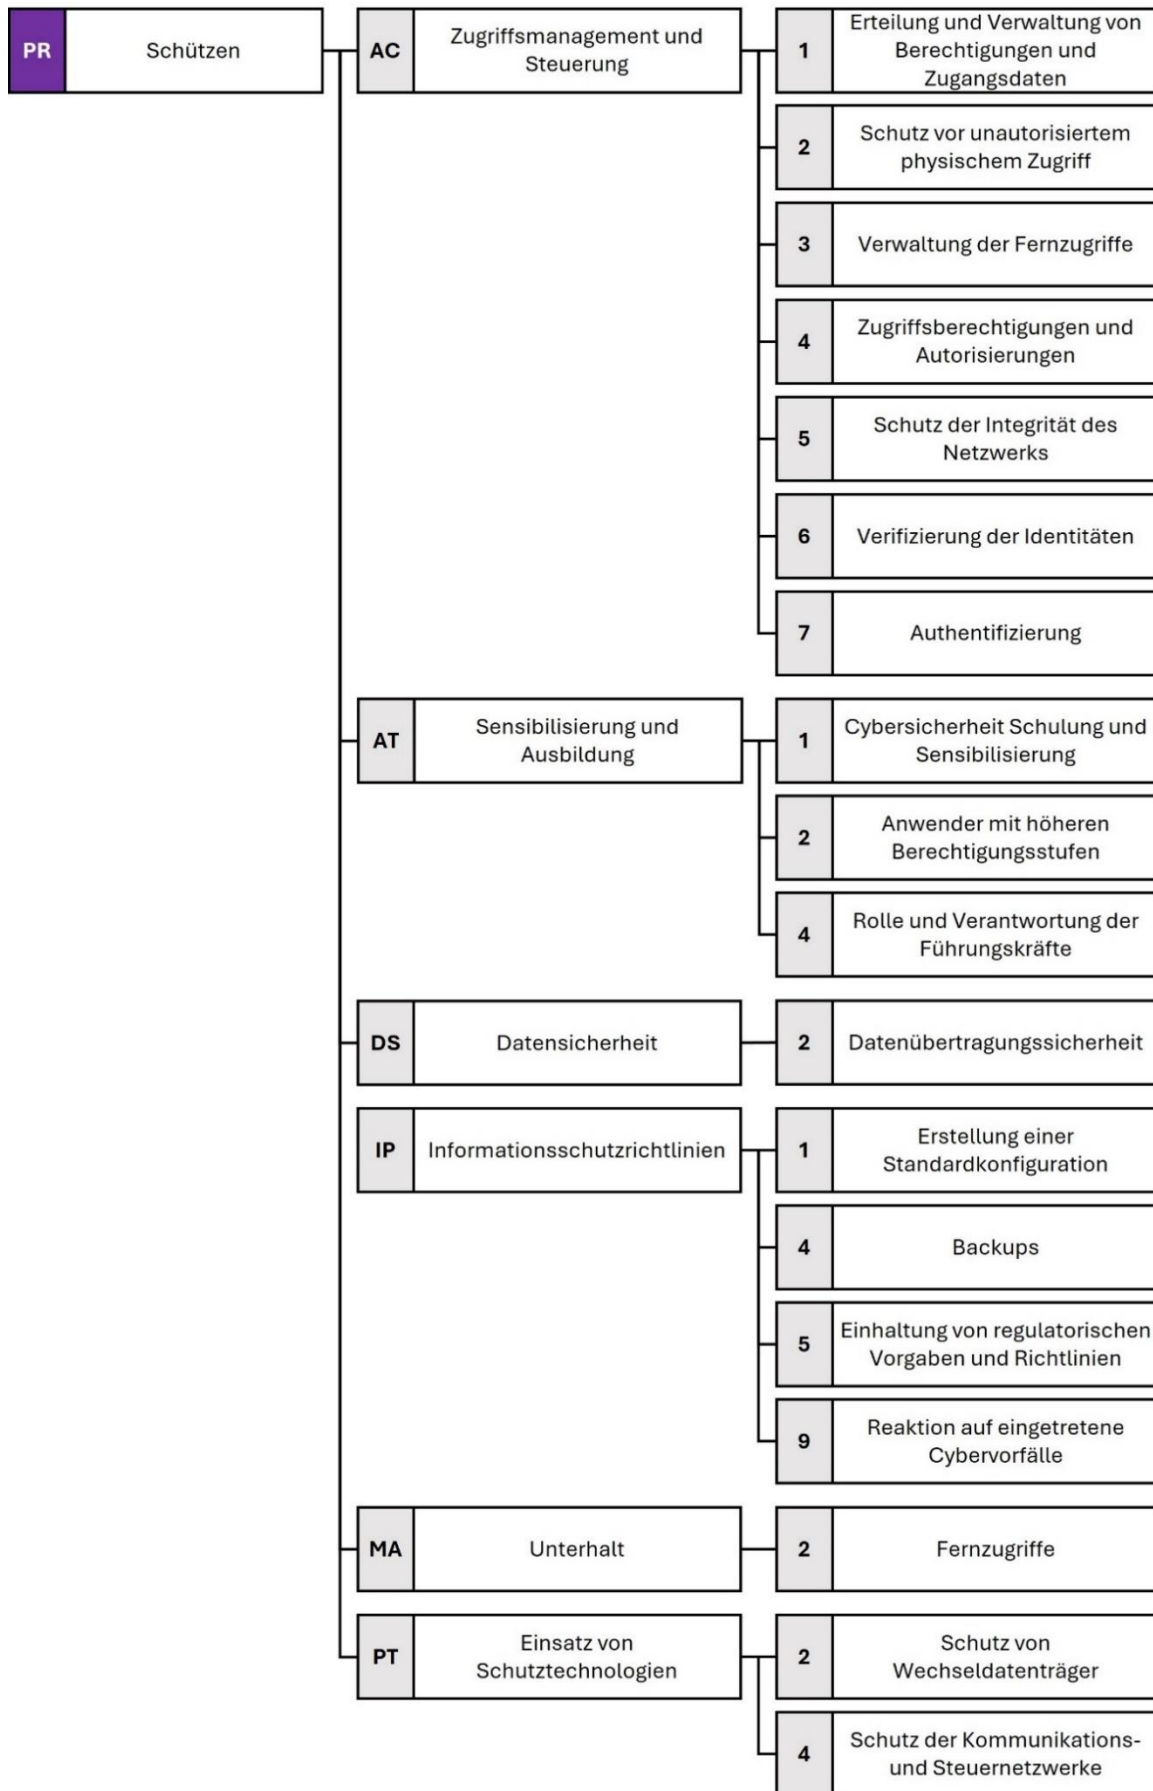 PR
Schützen
AC
Zugriffsmanagement und
Steuerung
1
Erteilung und Verwaltung von
Berechtigungen und
Zugangsdaten
2
Schutz vor unautorisiertem
physischem Zugriff
3
Verwaltung der Fernzugriffe
4
Zugriffsberechtigungen und
Autorisierungen
5
Schutz der Integrität des
Netzwerks
6
Verifizierung der Identitäten
7
Authentifizierung
AT
Sensibilisierung und
Ausbildung
1
Cybersicherheit Schulung und
Sensibilisierung
2
Anwender mit höheren
Berechtigungsstufen
4
Rolle und Verantwortung der
Führungskräfte
DS
Datensicherheit
2
Datenübertragungssicherheit
IP
Informationsschutzrichtlinien
1
Erstellung einer
Standardkonfiguration
4
Backups
5
Einhaltung von regulatorischen
Vorgaben und Richtlinien
9
Reaktion auf eingetretene
Cybervorfälle
MA
Unterhalt
2
Fernzugriffe
PT
Einsatz von
Schutztechnologien
2
Schutz von
Wechseldatenträger
4
Schutz der Kommunikations-
und Steuernetzwerke